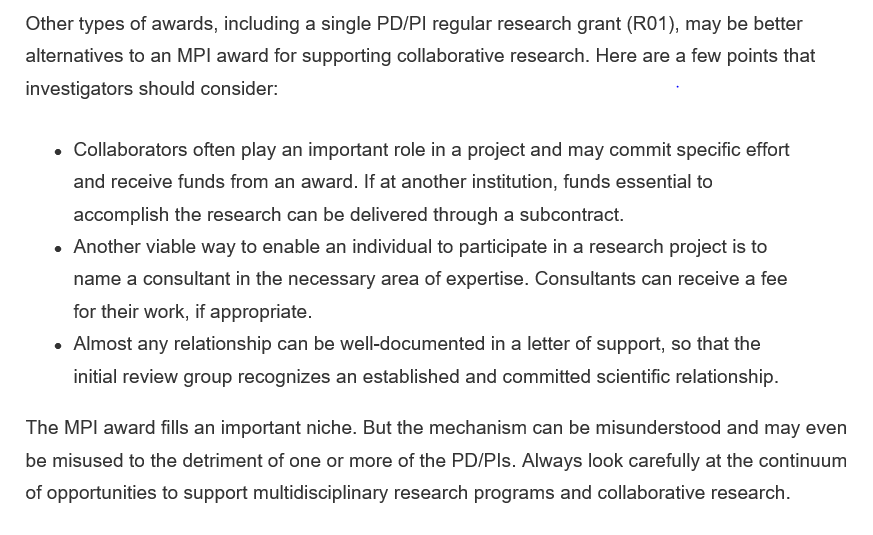 Other types of awards, including a single PD/PI regular research grant (R01), may be better
alternatives to an MPI award for supporting collaborative research. Here are a few points that
investigators should consider:
• Collaborators often play an important role in a project and may commit specific effort
and receive funds from an award. If at another institution, funds essential to
accomplish the research can be delivered through a subcontract.
• Another viable way to enable an individual to participate in a research project is to
name a consultant in the necessary area of expertise. Consultants can receive a fee
for their work, if appropriate.
• Almost any relationship can be well-documented in a letter of support, so that the
initial review group recognizes an established and committed scientific relationship.
The MPI award fills an important niche. But the mechanism can be misunderstood and may even
be misused to the detriment of one or more of the PD/PIs. Always look carefully at the continuum
of opportunities to support multidisciplinary research programs and collaborative research.